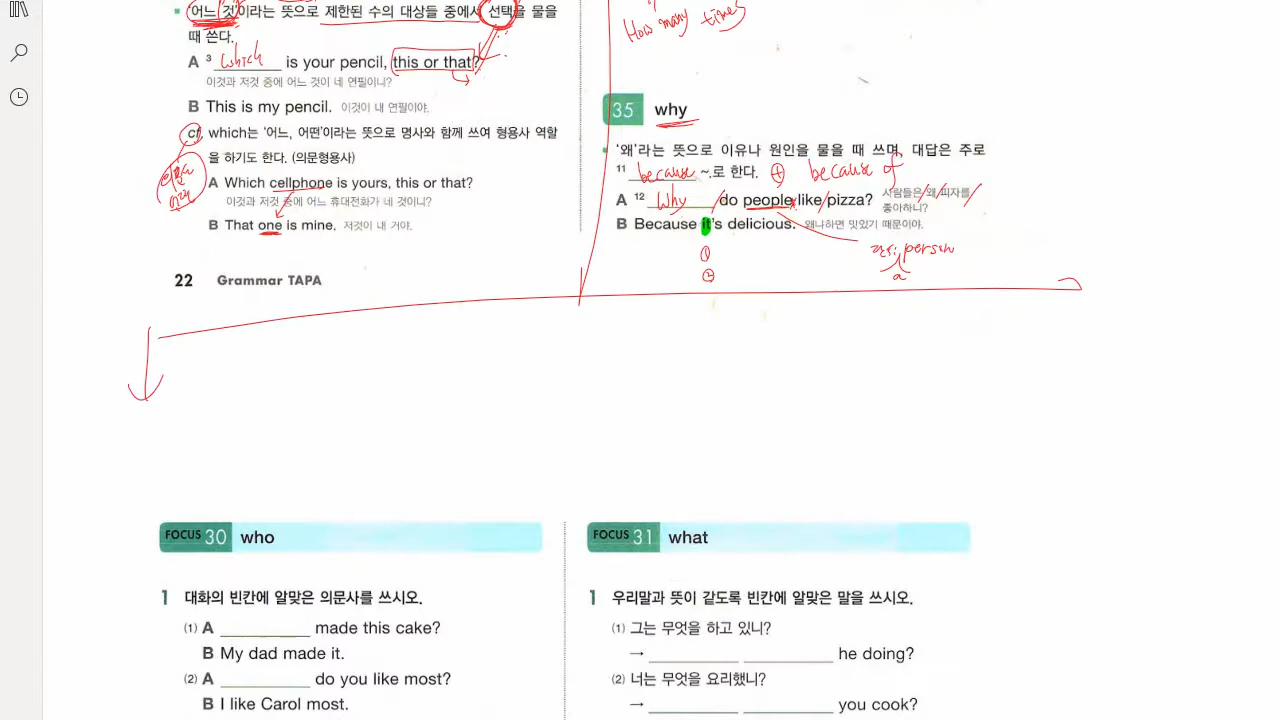 '어느 것'이라는 뜻으로 제한된 수의 대상들 중에서 선택을 물을
때 쓴다.
A ³ which is your pencil, this or that?
이것과 저것 중에 어느 것이 네 연필이니?
B This is my pencil. 이것이 내 연필이야.
cf. which는 '어느, 어떤'이라는 뜻으로 명사와 함께 쓰여 형용사 역할
을 하기도 한다. (의문형용사)
A Which cellphone is yours, this or that?
이것과 저것 중에 어느 휴대전화가 네 것이니?
B That one is mine. 저것이 내 거야.
22 Grammar TAPA
How many times
35 why
'왜'라는 뜻으로 이유나 원인을 물을 때 쓰며, 대답은 주로
¹¹ because ~.로 한다. + because of
A ¹² Why do people like pizza? 사람들은 왜 피자를
좋아하니?
B Because it's delicious. 왜냐하면 맛있기 때문이야.
① person
② a
FOCUS 30 who
1 대화의 빈칸에 알맞은 의문사를 쓰시오.
(1) A __________ made this cake?
B My dad made it.
(2) A __________ do you like most?
B I like Carol most.
FOCUS 31 what
1 우리말과 뜻이 같도록 빈칸에 알맞은 말을 쓰시오.
(1) 그는 무엇을 하고 있니?
→ __________ __________ he doing?
(2) 너는 무엇을 요리했니?
→ __________ __________ you cook?